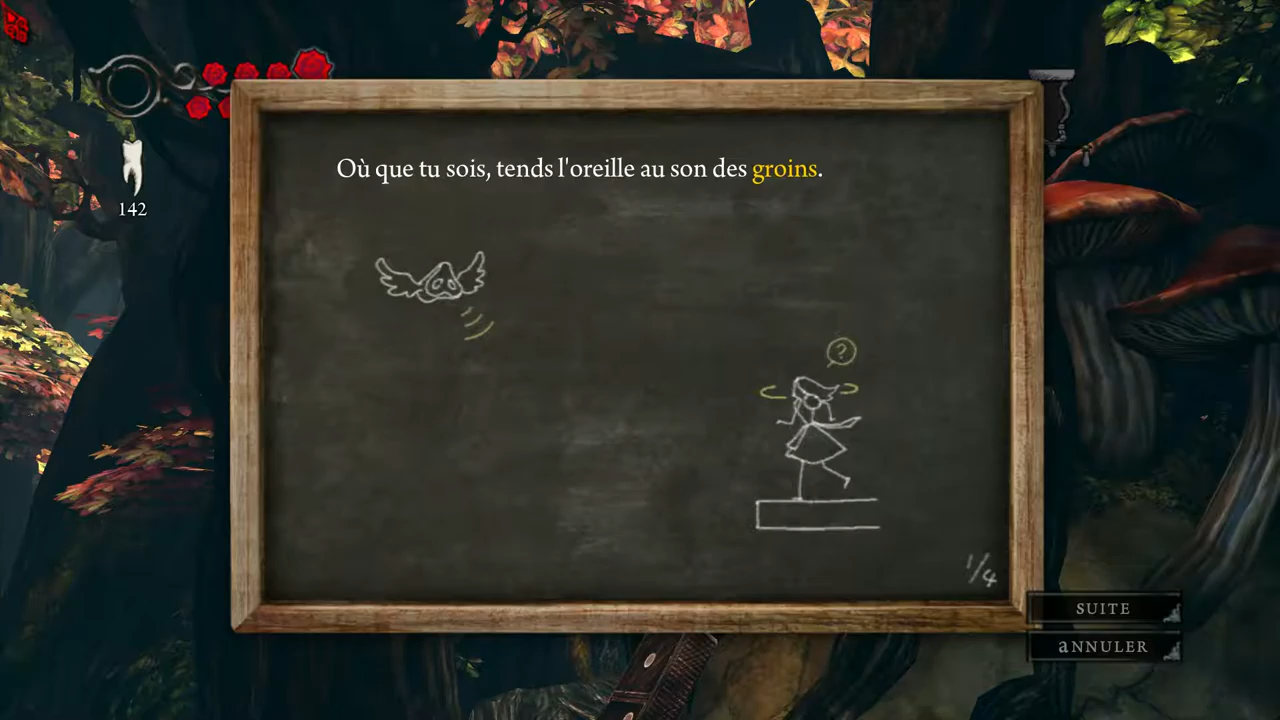 Où que tu sois, tends l'oreille au son des groins.
142
?
1/4
SUITE
aNNULER